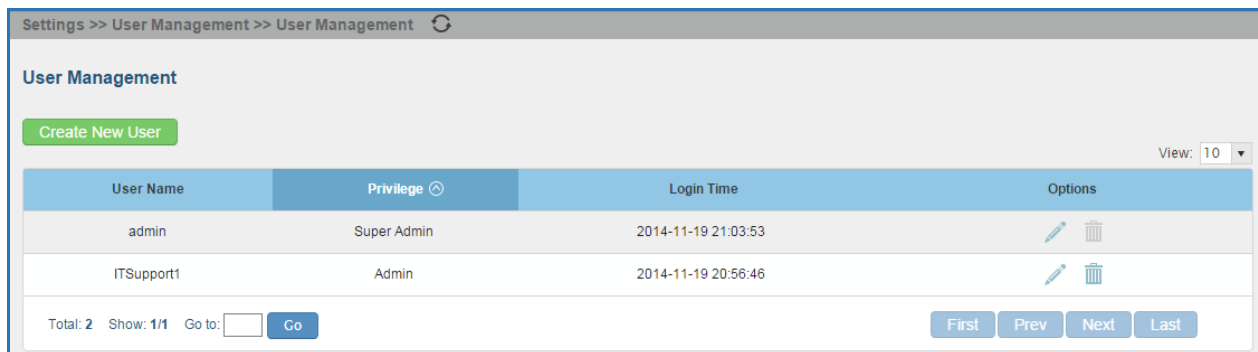 Settings >> User Management >> User Management
User Management
Create New User
View: 10
User Name Privilege Login Time Options
admin Super Admin 2014-11-19 21:03:53
ITSupport1 Admin 2014-11-19 20:56:46
Total: 2 Show: 1/1 Go to: Go First Prev Next Last